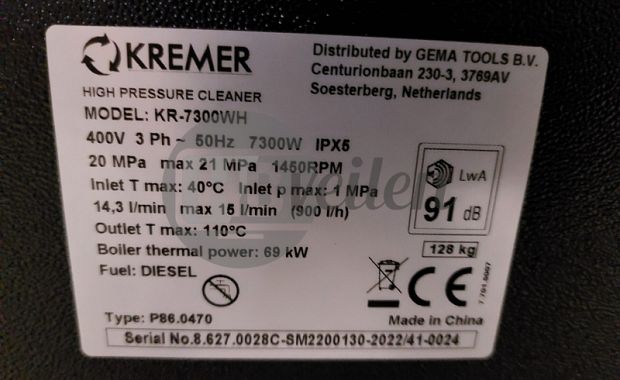 KREMER
Distributed by GEMA TOOLS B.V.
Centurionbaan 230-3, 3769AV
Soesterberg, Netherlands
HIGH PRESSURE CLEANER
MODEL: KR-7300WH
400V 3 Ph ~ 50Hz 7300W IPX5
20 MPa max 21 MPa 1450RPM
Inlet T max: 40°C Inlet p max: 1 MPa
14,3 l/min max 15 l/min (900 l/h)
Outlet T max: 110°C
Boiler thermal power: 69 kW
Fuel: DIESEL
LwA
91 dB
128 kg
CE
Type: P86.0470
Made in China
Serial No.8.627.0028C-SM2200130-2022/41-0024